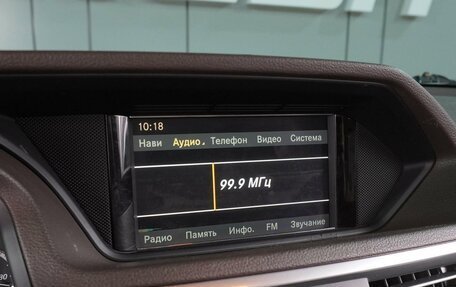 10:18
Нави Аудио Телефон Видео Система
99.9 МГц
Радио Память Инфо. FM Звучание